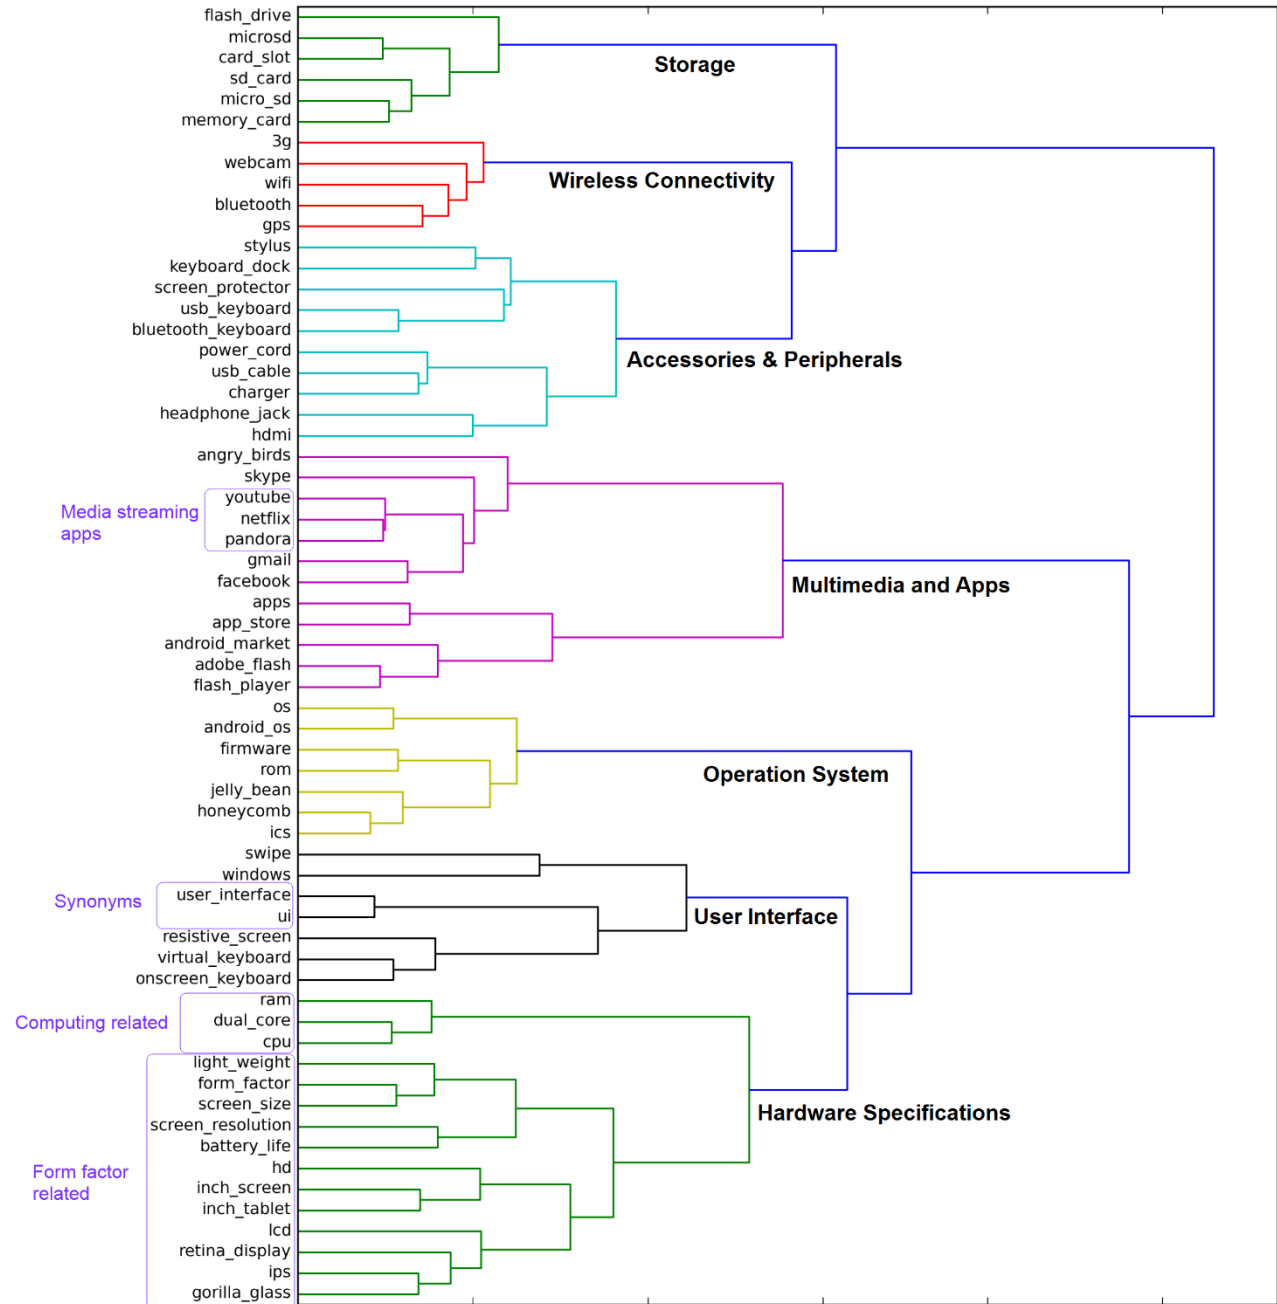 flash_drive
microsd
card_slot
Storage
sd_card
micro_sd
memory_card
3g
webcam
wifi
Wireless Connectivity
bluetooth
gps
stylus
keyboard_dock
screen_protector
usb_keyboard
bluetooth_keyboard
power_cord
Accessories & Peripherals
usb_cable
charger
headphone_jack
hdmi
angry_birds
skype
youtube
Media streaming
apps
netflix
pandora
gmail
facebook
Multimedia and Apps
apps
app_store
android_market
adobe_flash
flash_player
os
android_os
firmware
rom
Operation System
jelly_bean
honeycomb
ics
swipe
windows
user_interface
Synonyms
ui
User Interface
resistive_screen
virtual_keyboard
onscreen_keyboard
ram
Computing related
dual_core
cpu
light_weight
form_factor
screen_size
Hardware Specifications
screen_resolution
battery_life
hd
Form factor
related
inch_screen
inch_tablet
lcd
retina_display
ips
gorilla_glass